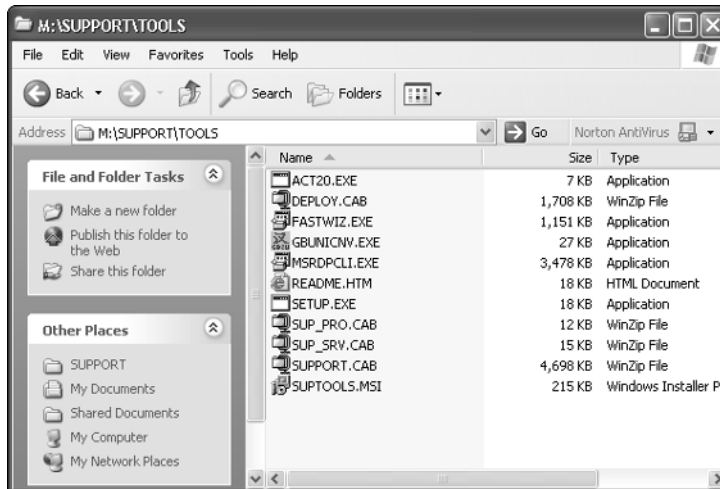 M:\SUPPORT\TOOLS
File Edit View Favorites Tools Help
Back Search Folders
Address M:\SUPPORT\TOOLS Go Norton AntiVirus
File and Folder Tasks
Make a new folder
Publish this folder to
the Web
Share this folder
Other Places
SUPPORT
My Documents
Shared Documents
My Computer
My Network Places
Name Size Type
ACT20.EXE 7 KB Application
DEPLOY.CAB 1,708 KB WinZip File
FASTWIZ.EXE 1,151 KB Application
GBUNICNV.EXE 27 KB Application
MSRDPCLI.EXE 3,478 KB Application
README.HTM 18 KB HTML Document
SETUP.EXE 18 KB Application
SUP_PRO.CAB 12 KB WinZip File
SUP_SRV.CAB 15 KB WinZip File
SUPPORT.CAB 4,698 KB WinZip File
SUPTOOLS.MSI 215 KB Windows Installer P